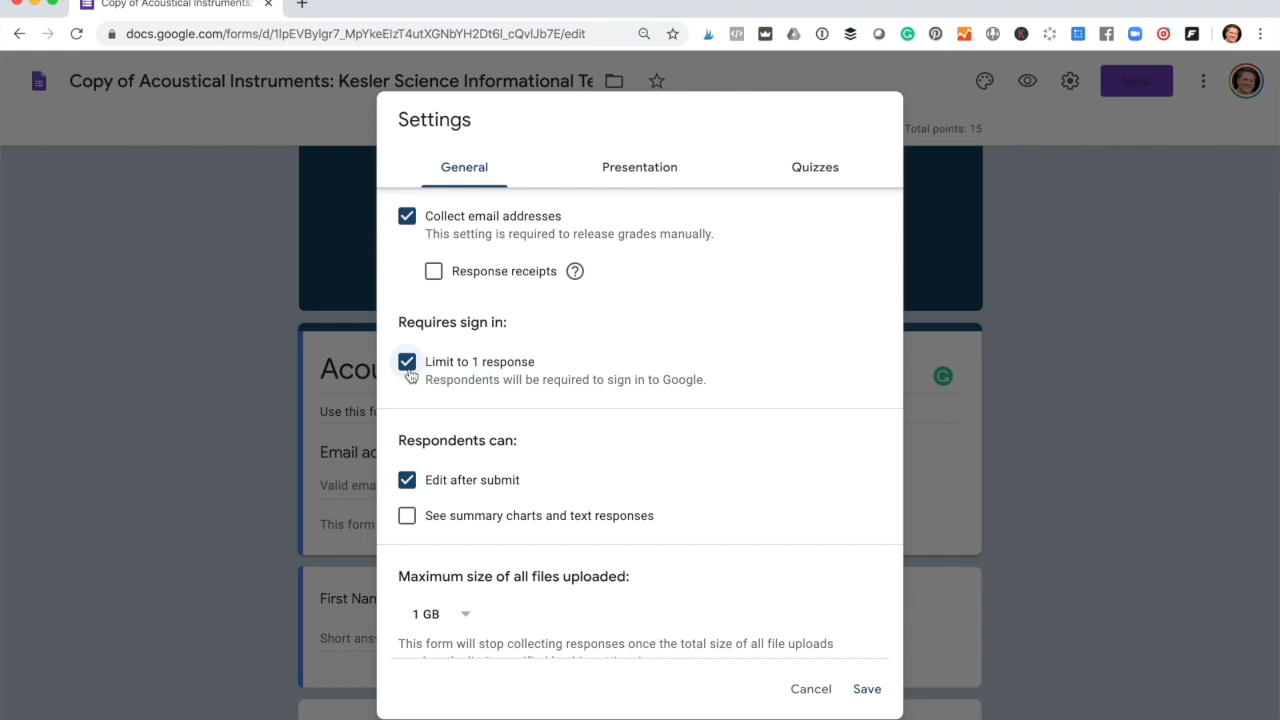 Copy of Acoustical Instruments:
docs.google.com/forms/d/1lpEVBylgr7_MpYkeElzT4utXGNbYH2Dt6l_cQvlJb7E/edit
Copy of Acoustical Instruments: Kesler Science Informational Te
Send
Total points: 15
Settings
General
Presentation
Quizzes
Collect email addresses
This setting is required to release grades manually.
Response receipts
Requires sign in:
Limit to 1 response
Respondents will be required to sign in to Google.
Acou
Use this fo
Email ad
Valid emai
This form
Respondents can:
Edit after submit
See summary charts and text responses
Maximum size of all files uploaded:
1 GB
This form will stop collecting responses once the total size of all file uploads
First Nam
Short ans
Cancel
Save